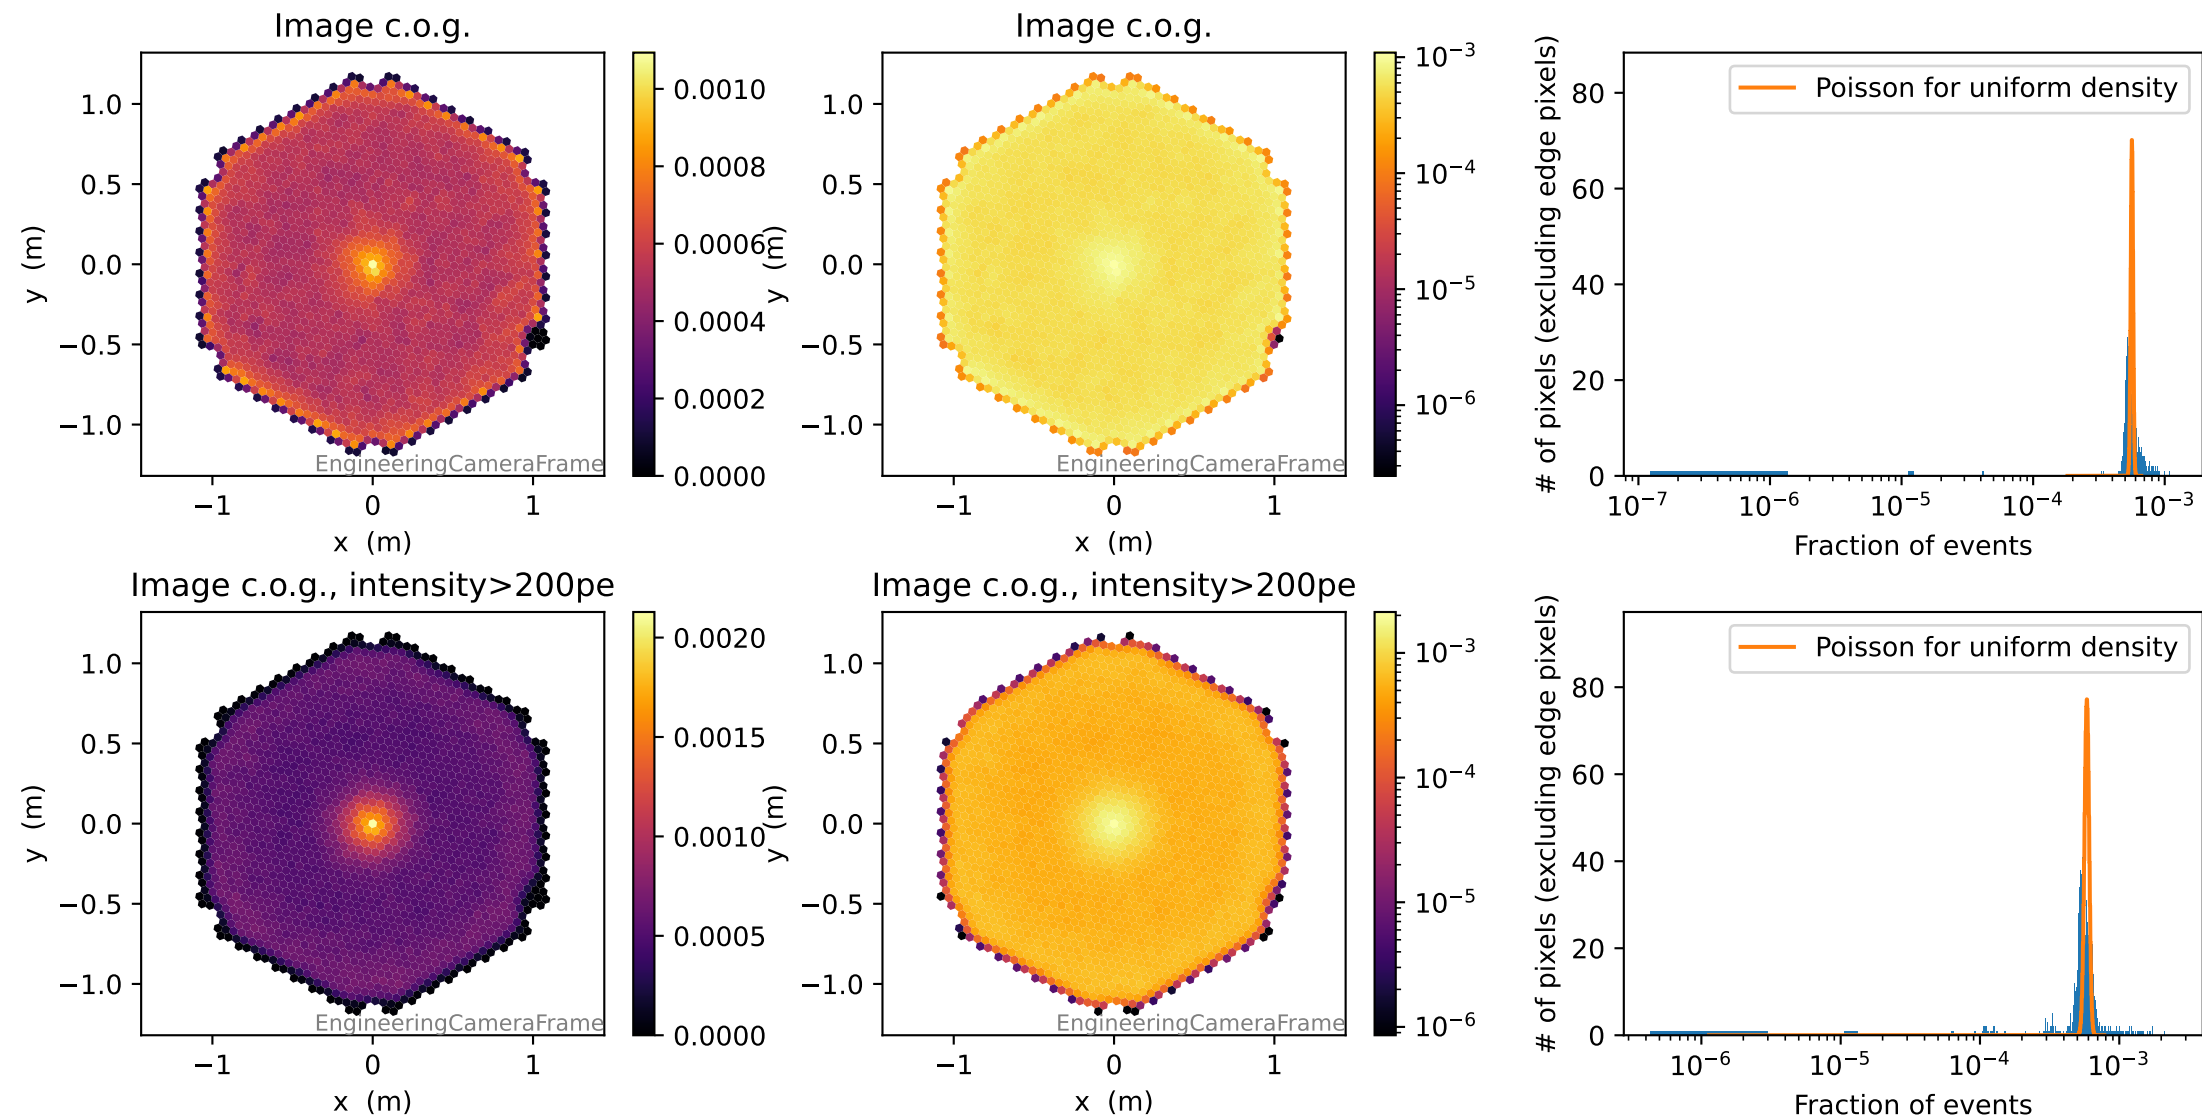 Image c.o.g.
y (m)
1.0
0.5
0.0
−0.5
−1.0
EngineeringCameraFrame
−1 0 1
x (m)
0.0010
0.0008
0.0006
0.0004
0.0002
0.0000
Image c.o.g.
y (m)
1.0
0.5
0.0
−0.5
−1.0
EngineeringCameraFrame
−1 0 1
x (m)
10⁻³
10⁻⁴
10⁻⁵
10⁻⁶
# of pixels (excluding edge pixels)
Poisson for uniform density
80
60
40
20
0
10⁻⁷ 10⁻⁶ 10⁻⁵ 10⁻⁴ 10⁻³
Fraction of events
Image c.o.g., intensity>200pe
y (m)
1.0
0.5
0.0
−0.5
−1.0
EngineeringCameraFrame
−1 0 1
x (m)
0.0020
0.0015
0.0010
0.0005
0.0000
Image c.o.g., intensity>200pe
y (m)
1.0
0.5
0.0
−0.5
−1.0
EngineeringCameraFrame
−1 0 1
x (m)
10⁻³
10⁻⁴
10⁻⁵
10⁻⁶
# of pixels (excluding edge pixels)
Poisson for uniform density
80
60
40
20
0
10⁻⁶ 10⁻⁵ 10⁻⁴ 10⁻³
Fraction of events